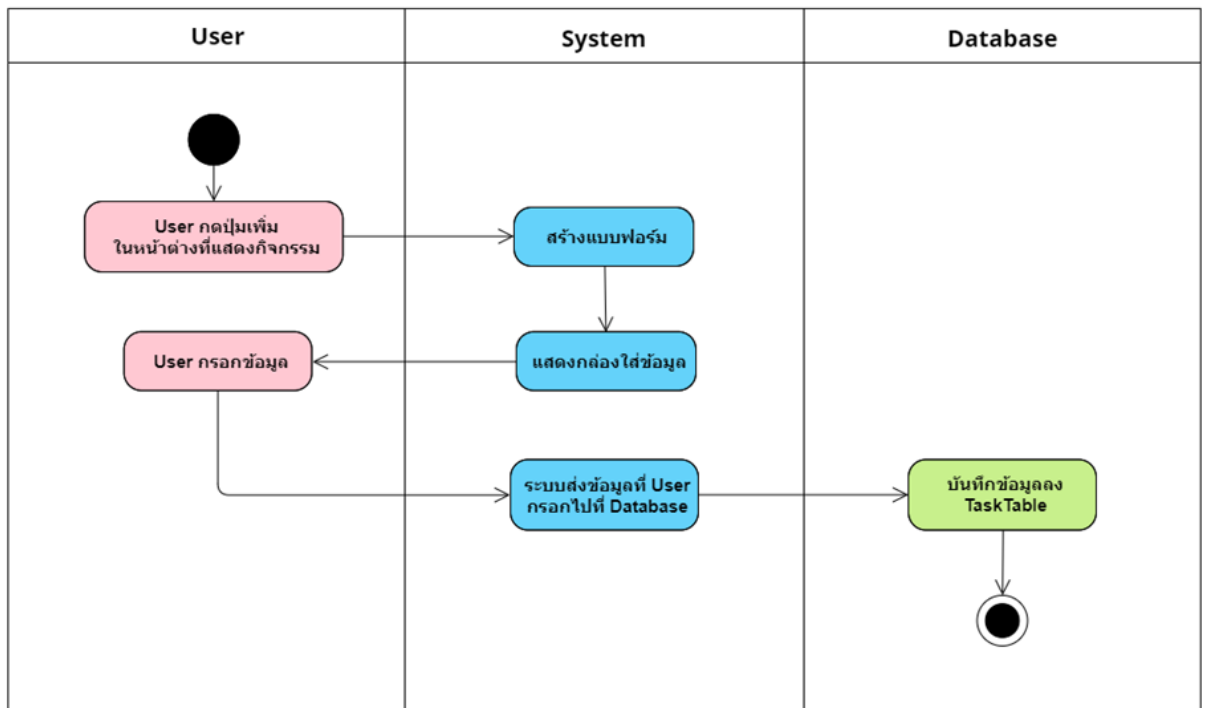 User
System
Database
User กดปุ่มเพิ่ม
ในหน้าต่างที่แสดงกิจกรรม
สร้างแบบฟอร์ม
User กรอกข้อมูล
แสดงกล่องใส่ข้อมูล
ระบบส่งข้อมูลที่ User
กรอกไปที่ Database
บันทึกข้อมูลลง
TaskTable